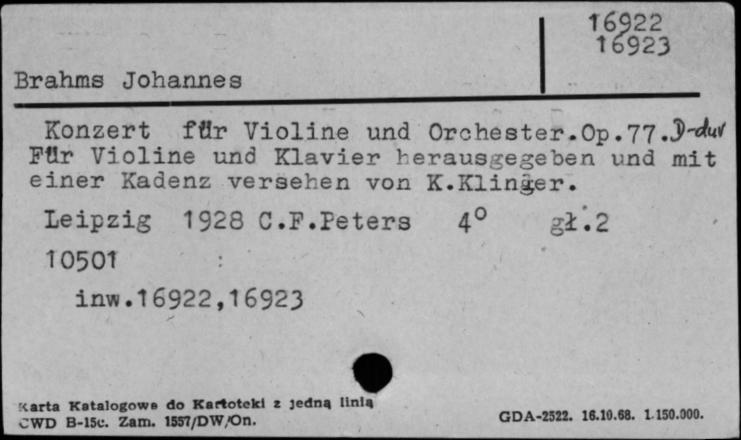 16922
16923
Brahms Johannes
Konzert für Violine und Orchester.Op.77.D-dur
Für Violine und Klavier herausgegeben und mit
einer Kadenz versehen von K.Klinger.
Leipzig 1928 C.F.Peters 4° gł.2
10501 :
inw.16922,16923
Karta Katalogowa do Kartoteki z jedną linią
CWD B-15c. Zam. 1557/DW/On.
GDA-2522. 16.10.68. 1.150.000.